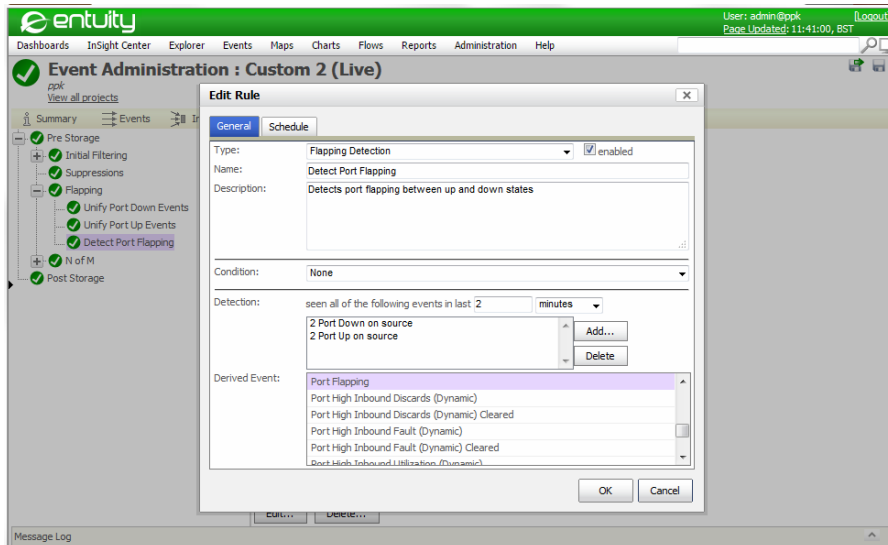 entuity
User: admin@ppk [Logout
Page Updated: 11:41:00, BST
Dashboards InSight Center Explorer Events Maps Charts Flows Reports Administration Help
Event Administration : Custom 2 (Live)
ppk
View all projects
Summary Events
Pre Storage
Initial Filtering
Suppressions
Flapping
Unify Port Down Events
Unify Port Up Events
Detect Port Flapping
N of M
Post Storage
Edit Rule
General Schedule
Type: Flapping Detection enabled
Name: Detect Port Flapping
Description: Detects port flapping between up and down states
Condition: None
Detection: seen all of the following events in last 2 minutes
2 Port Down on source
2 Port Up on source
Add...
Delete
Derived Event: Port Flapping
Port High Inbound Discards (Dynamic)
Port High Inbound Discards (Dynamic) Cleared
Port High Inbound Fault (Dynamic)
Port High Inbound Fault (Dynamic) Cleared
Port High Inbound Utilization (Dynamic)
OK Cancel
Edit... Delete...
Message Log